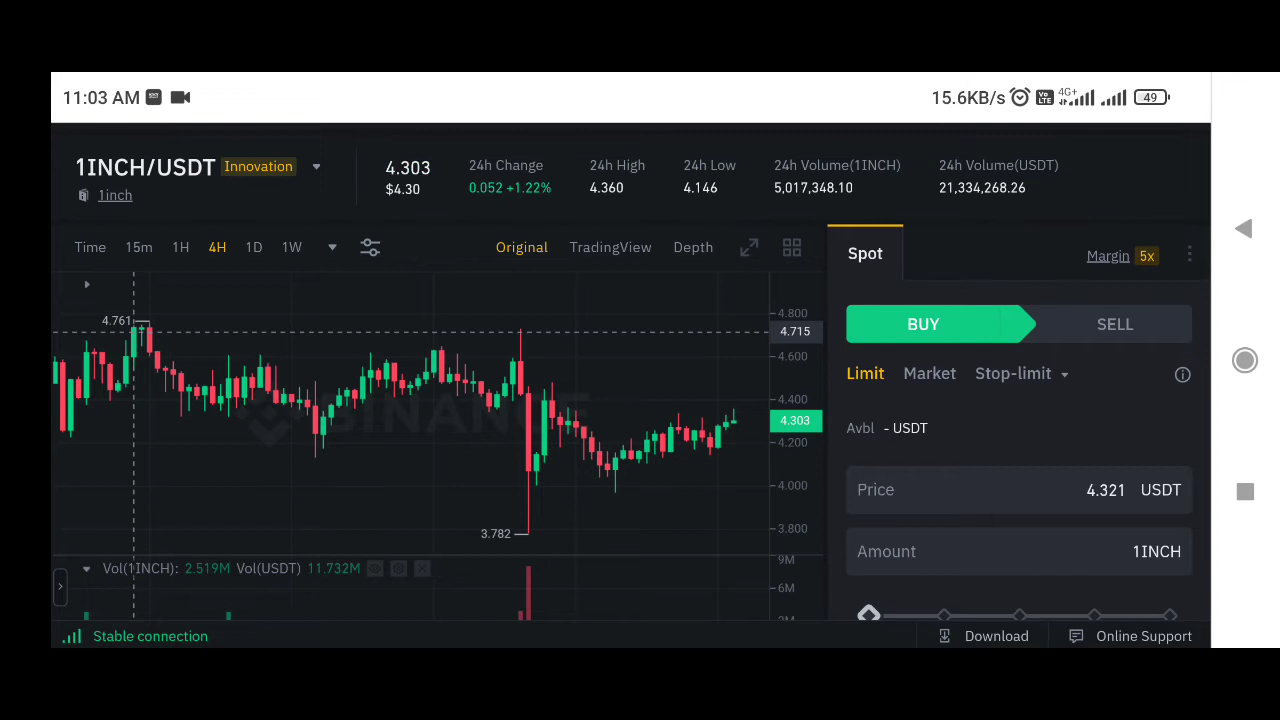 11:03 AM
15.6KB/s Vo LTE 4G+ 49
1INCH/USDT Innovation
1inch
4.303
$4.30
24h Change
0.052 +1.22%
24h High
4.360
24h Low
4.146
24h Volume(1INCH)
5,017,348.10
24h Volume(USDT)
21,334,268.26
Time 15m 1H 4H 1D 1W
Original TradingView Depth
4.761
3.782
BINANCE
4.800
4.715
4.600
4.400
4.303
4.200
4.000
3.800
Vol(1INCH): 2.519M Vol(USDT) 11.732M
9M
6M
3M
Spot
Margin 5x
BUY SELL
Limit Market Stop-limit
Avbl - USDT
Price 4.321 USDT
Amount 1INCH
Stable connection
Download Online Support